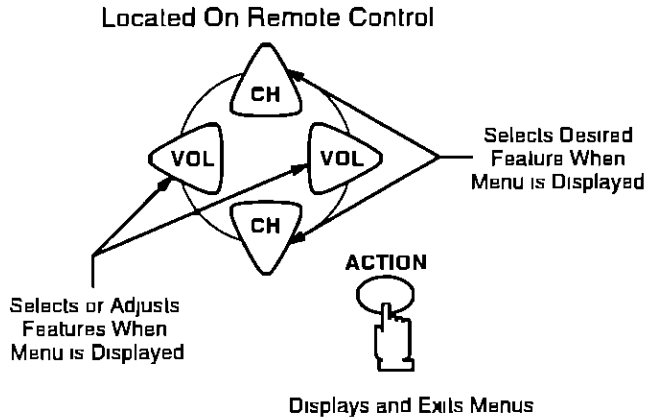 Located On Remote Control
CH
VOL
VOL
CH
Selects Desired
Feature When
Menu is Displayed
ACTION
Selects or Adjusts
Features When
Menu is Displayed
Displays and Exits Menus